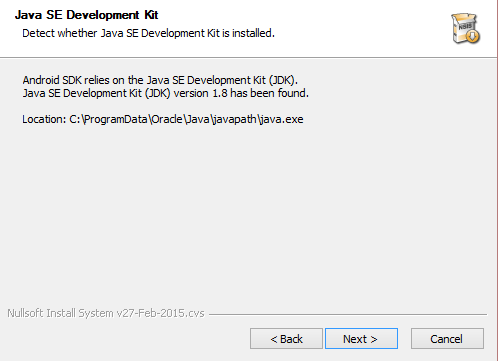 Java SE Development Kit
Detect whether Java SE Development Kit is installed.
NSIS
Android SDK relies on the Java SE Development Kit (JDK).
Java SE Development Kit (JDK) version 1.8 has been found.
Location: C:\ProgramData\Oracle\Java\javapath\java.exe
Nullsoft Install System v27-Feb-2015.cvs
< Back
Next >
Cancel